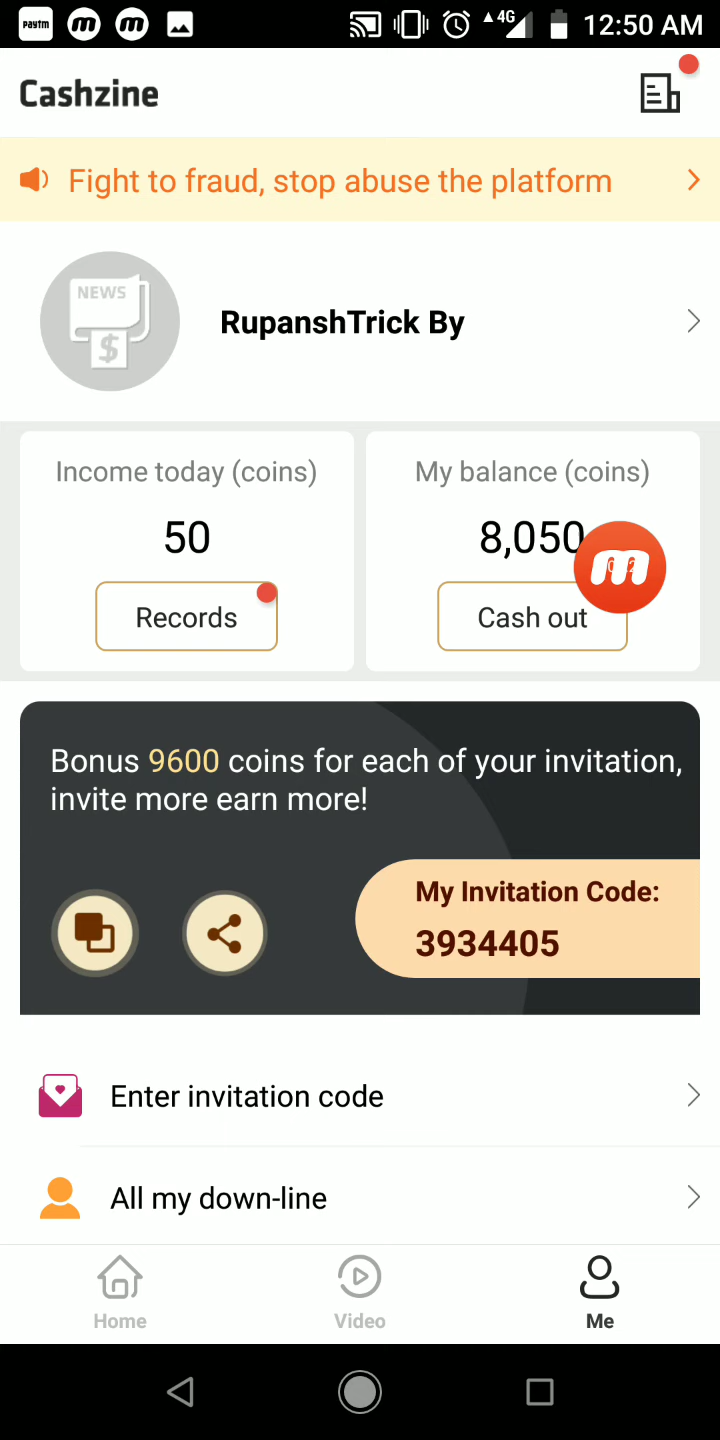 paytm
4G
12:50 AM
Cashzine
Fight to fraud, stop abuse the platform
NEWS
$
RupanshTrick By
Income today (coins)
My balance (coins)
50
8,050
Records
Cash out
Bonus 9600 coins for each of your invitation,
invite more earn more!
My Invitation Code:
3934405
Enter invitation code
All my down-line
Home
Video
Me